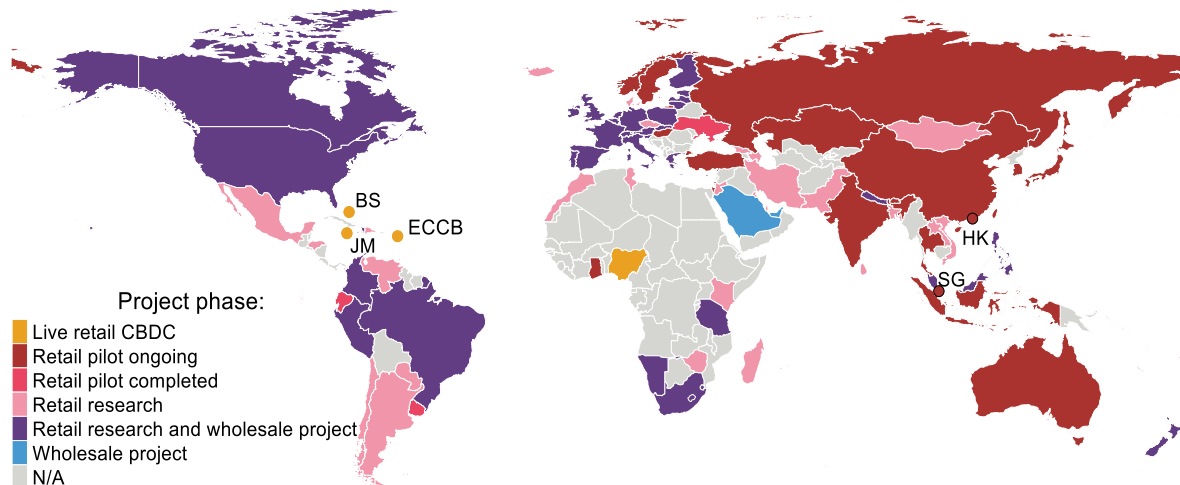 BS
ECCB
JM
HK
SG
Project phase:
Live retail CBDC
Retail pilot ongoing
Retail pilot completed
Retail research
Retail research and wholesale project
Wholesale project
N/A